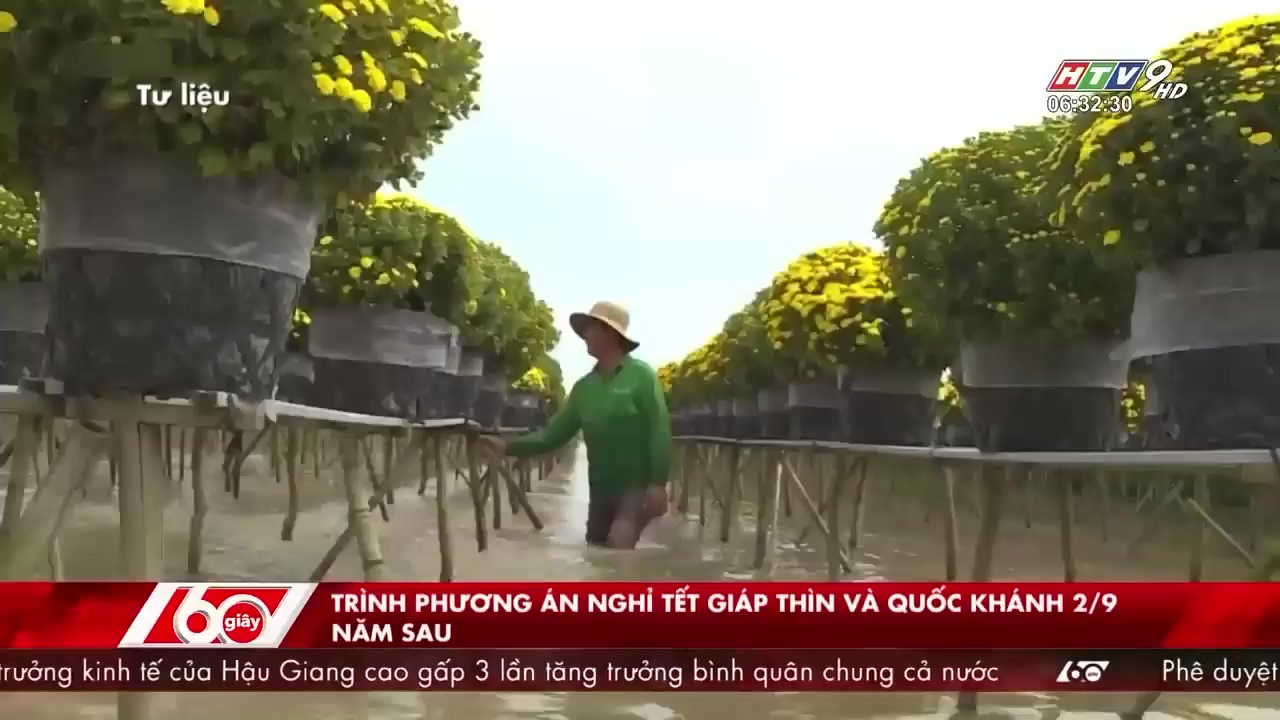 Tư liệu
HTV9 HD
06:32:30
60 giây
TRÌNH PHƯƠNG ÁN NGHỈ TẾT GIÁP THÌN VÀ QUỐC KHÁNH 2/9
NĂM SAU
trưởng kinh tế của Hậu Giang cao gấp 3 lần tăng trưởng bình quân chung cả nước 60 giây Phê duyệt